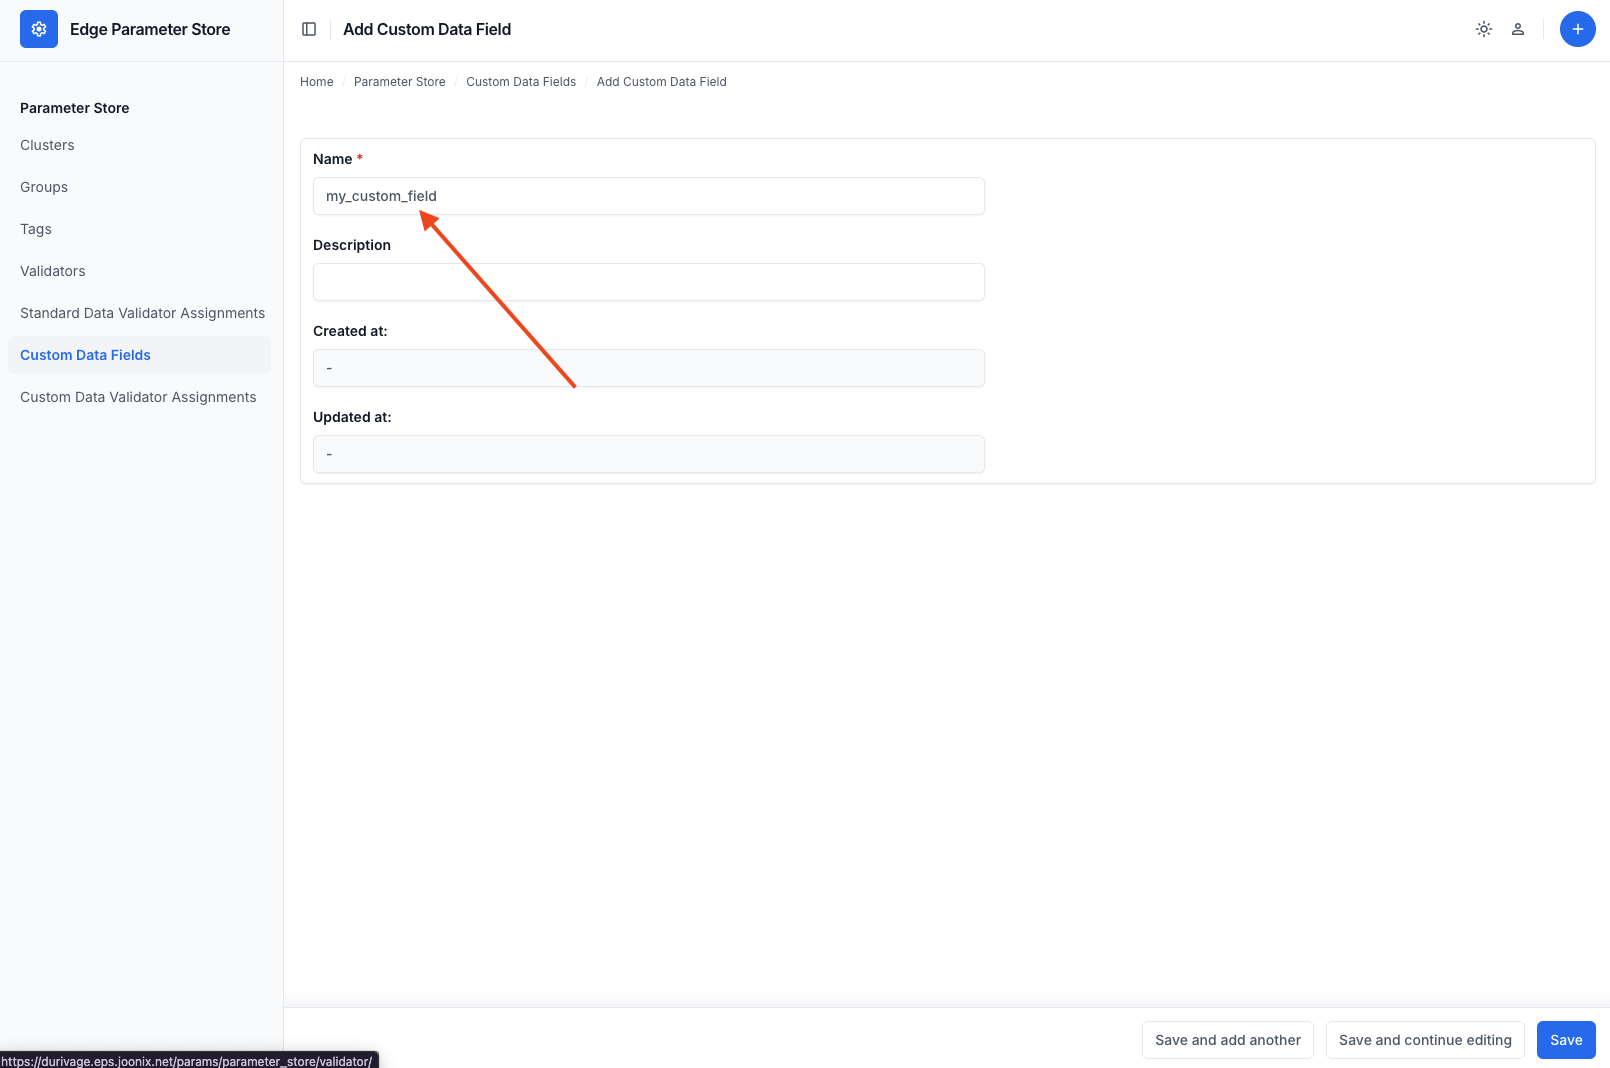 Edge Parameter Store
Add Custom Data Field
Home / Parameter Store / Custom Data Fields / Add Custom Data Field
Parameter Store
Clusters
Groups
Tags
Validators
Standard Data Validator Assignments
Custom Data Fields
Custom Data Validator Assignments
Name *
my_custom_field
Description
Created at:
-
Updated at:
-
Save and add another
Save and continue editing
Save
https://durivage.eps.joonix.net/params/parameter_store/validator/